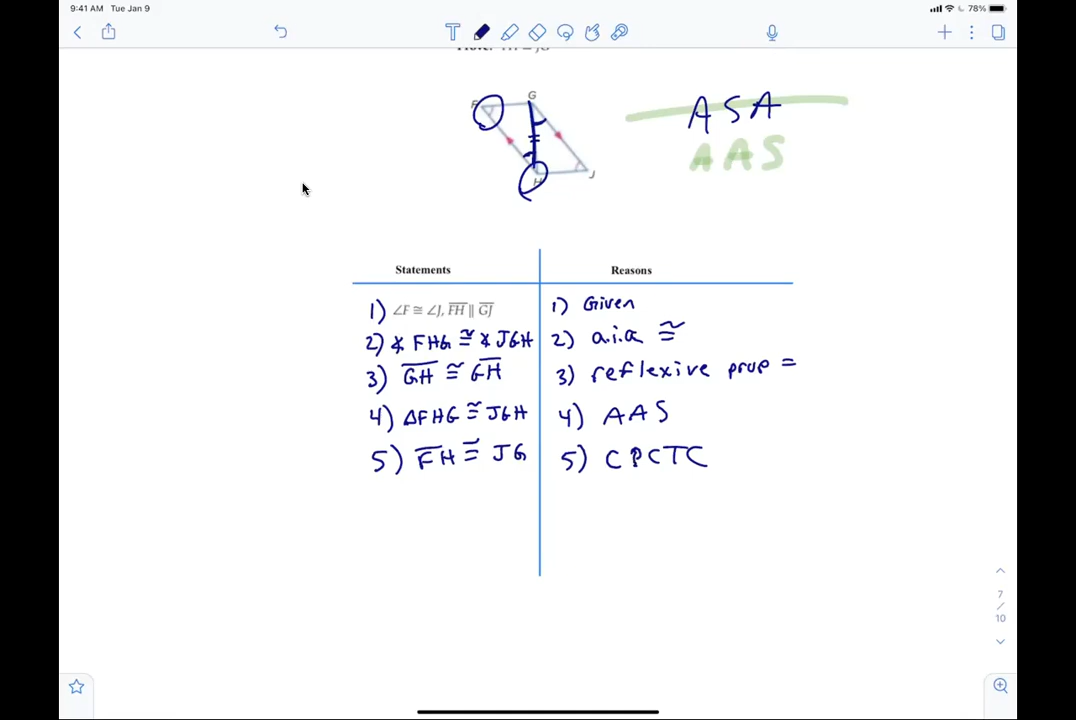 9:41 AM Tue Jan 9
78%
T
F G
H J
ASA
AAS
Statements Reasons
1) ∠F ≅ ∠J, FH ∥ GJ 1) Given
2) ∡ FHG ≅ ∡ JGH 2) a.i.a ≅
3) GH ≅ GH 3) reflexive prop =
4) △FHG ≅ JGH 4) AAS
5) FH ≅ JG 5) CPCTC
7
/
10